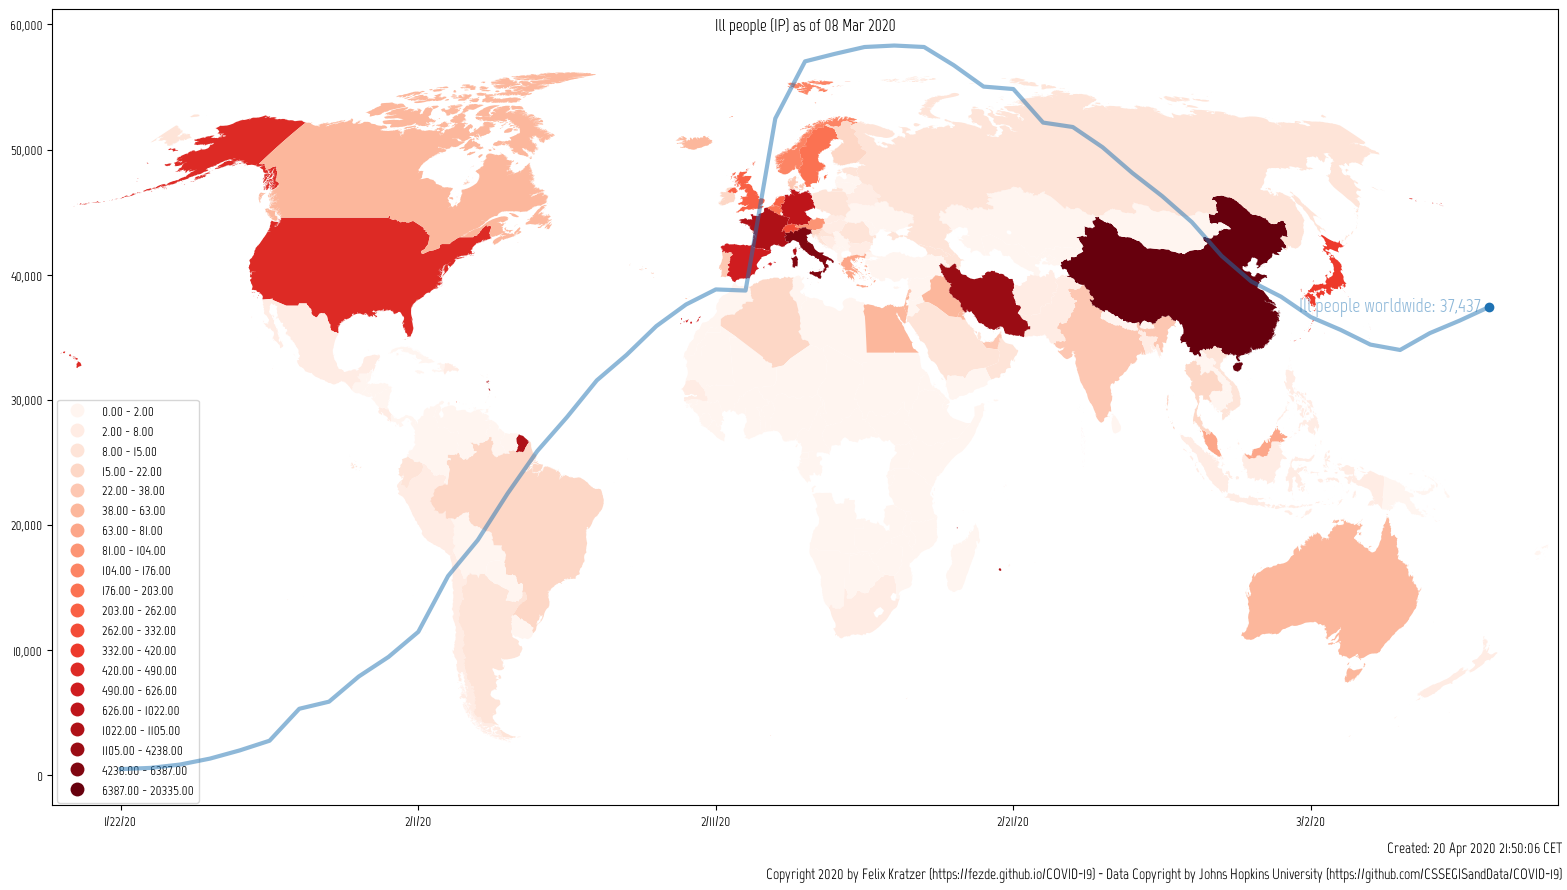 Ill people (IP) as of 08 Mar 2020
60,000
50,000
40,000
30,000
20,000
10,000
0
Ill people worldwide: 37,437
0.00 - 2.00
2.00 - 8.00
8.00 - 15.00
15.00 - 22.00
22.00 - 38.00
38.00 - 63.00
63.00 - 81.00
81.00 - 104.00
104.00 - 176.00
176.00 - 203.00
203.00 - 262.00
262.00 - 332.00
332.00 - 420.00
420.00 - 490.00
490.00 - 626.00
626.00 - 1022.00
1022.00 - 1105.00
1105.00 - 4238.00
4238.00 - 6387.00
6387.00 - 20335.00
1/22/20 2/1/20 2/11/20 2/21/20 3/2/20
Created: 20 Apr 2020 21:50:06 CET
Copyright 2020 by Felix Kratzer (https://fezde.github.io/COVID-19) - Data Copyright by Johns Hopkins University (https://github.com/CSSEGISandData/COVID-19)